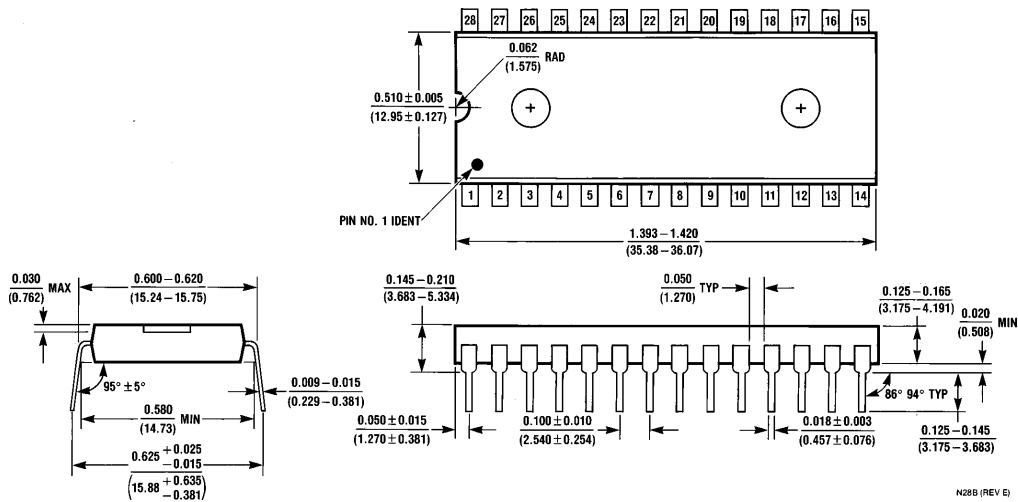 28 27 26 25 24 23 22 21 20 19 18 17 16 15
0.062
(1.575) RAD
0.510 ± 0.005
(12.95 ± 0.127)
PIN NO. 1 IDENT
1 2 3 4 5 6 7 8 9 10 11 12 13 14
1.393 – 1.420
(35.38 – 36.07)
0.030
(0.762) MAX
0.600 – 0.620
(15.24 – 15.75)
95° ± 5°
0.009 – 0.015
(0.229 – 0.381)
0.580
(14.73) MIN
0.625 + 0.025
– 0.015
(15.88 + 0.635
– 0.381)
0.145 – 0.210
(3.683 – 5.334)
0.050
(1.270) TYP
0.125 – 0.165
(3.175 – 4.191)
0.020
(0.508) MIN
86° 94° TYP
0.050 ± 0.015
(1.270 ± 0.381)
0.100 ± 0.010
(2.540 ± 0.254)
0.018 ± 0.003
(0.457 ± 0.076)
0.125 – 0.145
(3.175 – 3.683)
N28B (REV E)